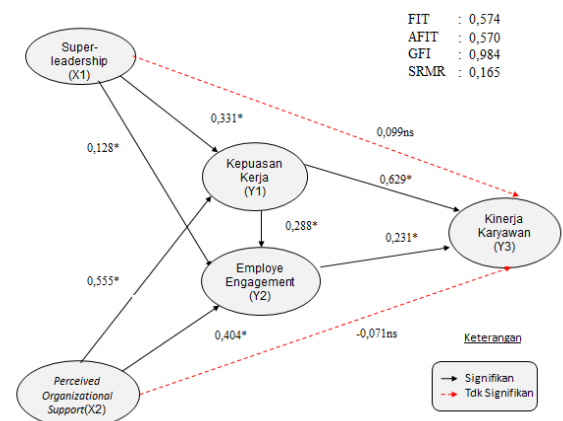 FIT : 0,574
AFIT : 0,570
GFI : 0,984
SRMR : 0,165
Super-
leadership
(X1)
0,331*
0,099ns
0,128*
Kepuasan
Kerja
(Y1)
0,629*
Kinerja
Karyawan
(Y3)
0,288*
0,231*
Employe
Engagement
(Y2)
0,555*
0,404*
-0,071ns
Perceived
Organizational
Support(X2)
Keterangan
Signifikan
Tdk Signifikan